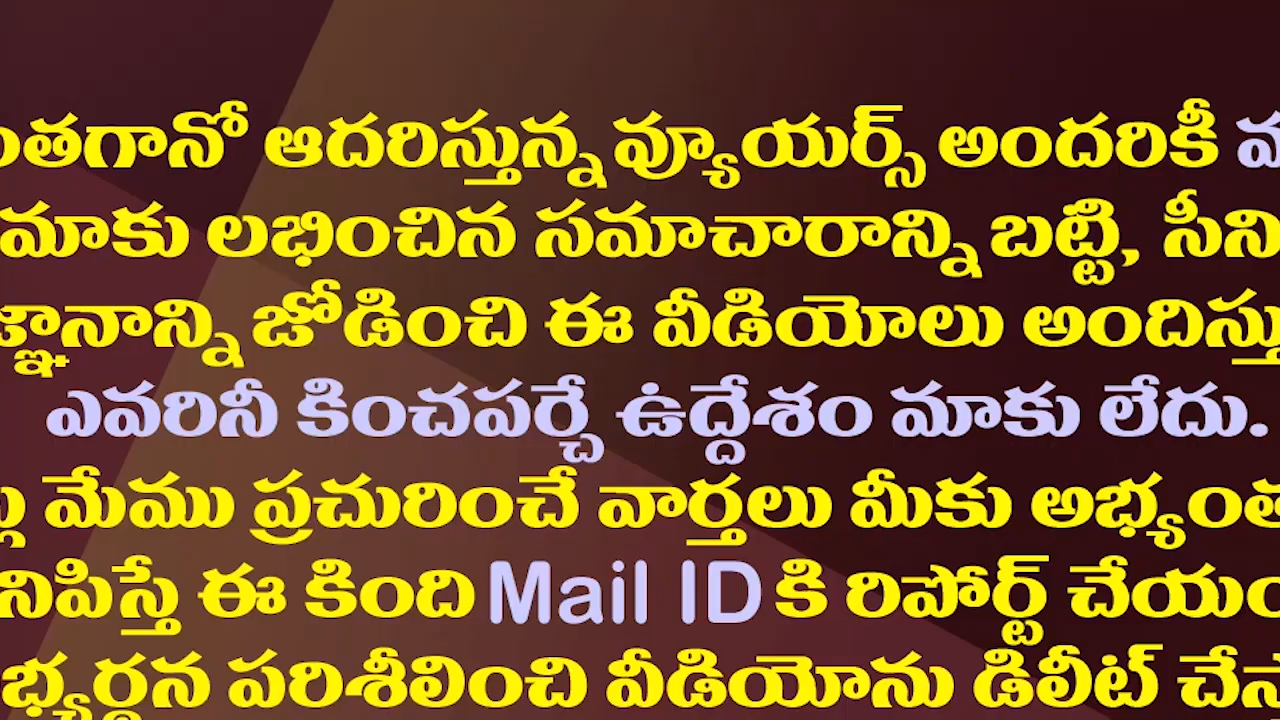 ఆదరిస్తున్న వ్యూయర్స్ అందరికీ
మాకు లభించిన సమాచారాన్ని బట్టి,
జోడించి ఈ వీడియోలు
ఎవరినీ కించపర్చే ఉద్దేశం మాకు లేదు.
మేము ప్రచురించే వార్తలు మీకు
ఈ కింది Mail ID కి రిపోర్ట్
పరిశీలించి వీడియోను డిలీట్